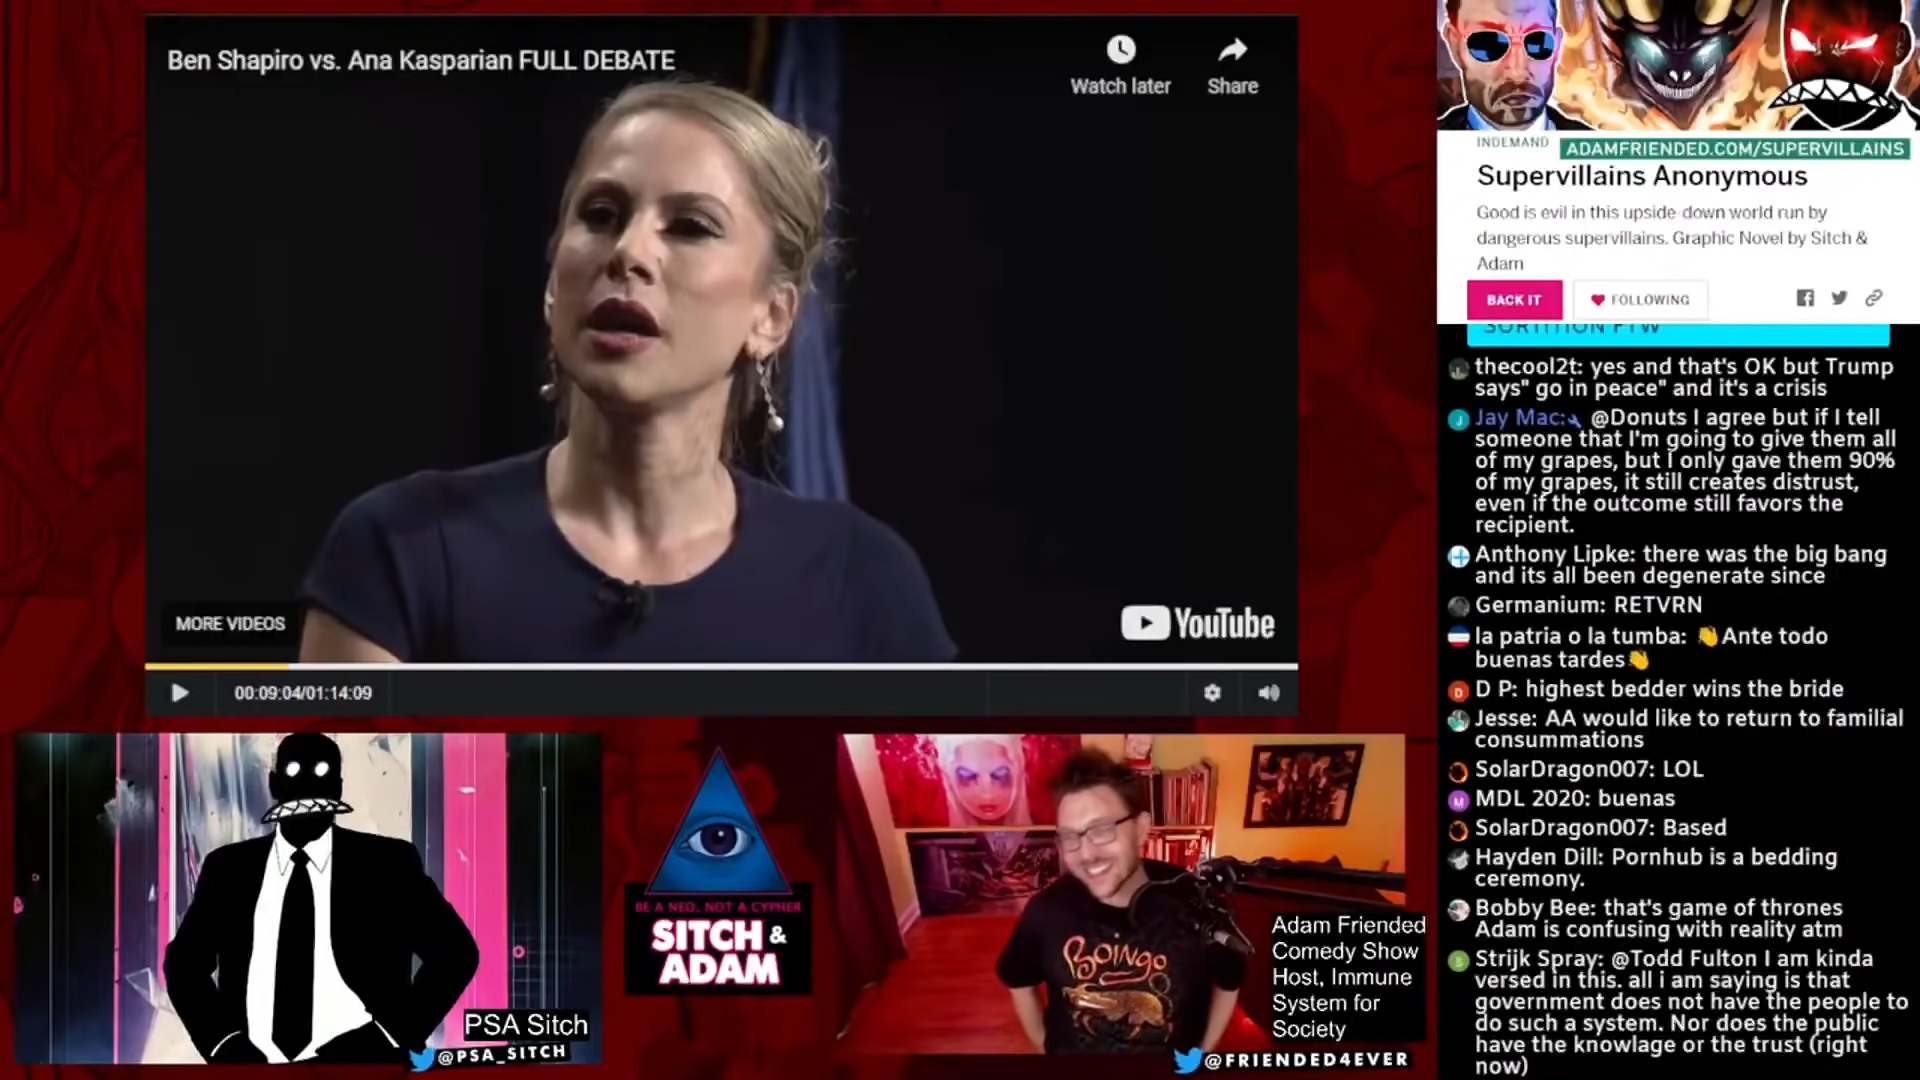 Ben Shapiro vs. Ana Kasparian FULL DEBATE
Watch later
Share
MORE VIDEOS
YouTube
00:09:04/01:14:09
PSA Sitch
@PSA_SITCH
BE A NEO, NOT A CYPHER
SITCH &
ADAM
BOiNGO
Adam Friended
Comedy Show
Host, Immune
System for
Society
@FRIENDED4EVER
INDEMAND
ADAMFRIENDED.COM/SUPERVILLAINS
Supervillains Anonymous
Good is evil in this upside-down world run by
dangerous supervillains. Graphic Novel by Sitch &
Adam
BACK IT
FOLLOWING
SORTITION FTW
thecool2t: yes and that's OK but Trump
says" go in peace" and it's a crisis
Jay Mac: @Donuts I agree but if I tell
someone that I'm going to give them all
of my grapes, but I only gave them 90%
of my grapes, it still creates distrust,
even if the outcome still favors the
recipient.
Anthony Lipke: there was the big bang
and its all been degenerate since
Germanium: RETVRN
la patria o la tumba: 👏Ante todo
buenas tardes👏
D P: highest bedder wins the bride
Jesse: AA would like to return to familial
consummations
SolarDragon007: LOL
MDL 2020: buenas
SolarDragon007: Based
Hayden Dill: Pornhub is a bedding
ceremony.
Bobby Bee: that's game of thrones
Adam is confusing with reality atm
Strijk Spray: @Todd Fulton I am kinda
versed in this. all i am saying is that
government does not have the people to
do such a system. Nor does the public
have the knowlage or the trust (right
now)